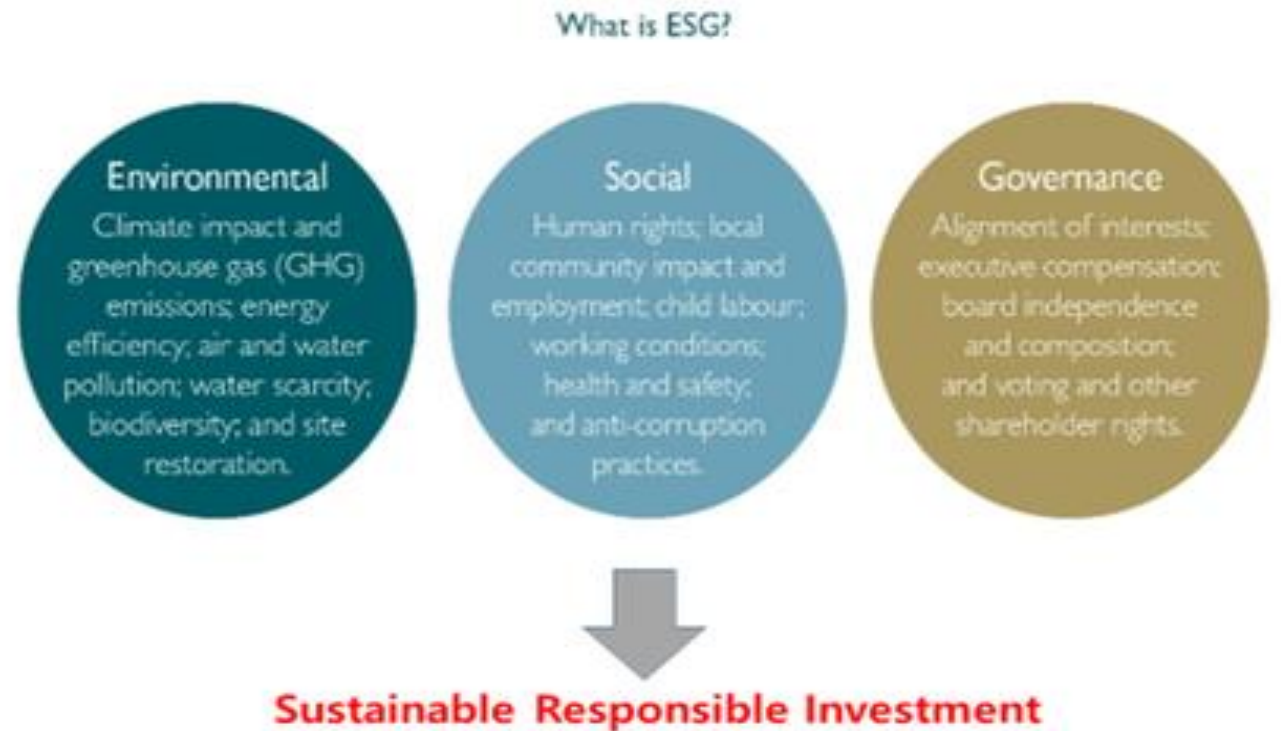 What is ESG?
Environmental
Climate impact and
greenhouse gas (GHG)
emissions; energy
efficiency; air and water
pollution; water scarcity;
biodiversity; and site
restoration.
Social
Human rights; local
community impact and
employment; child labour;
working conditions;
health and safety;
and anti-corruption
practices.
Governance
Alignment of interests;
executive compensation;
board independence
and composition;
and voting and other
shareholder rights.
Sustainable Responsible Investment